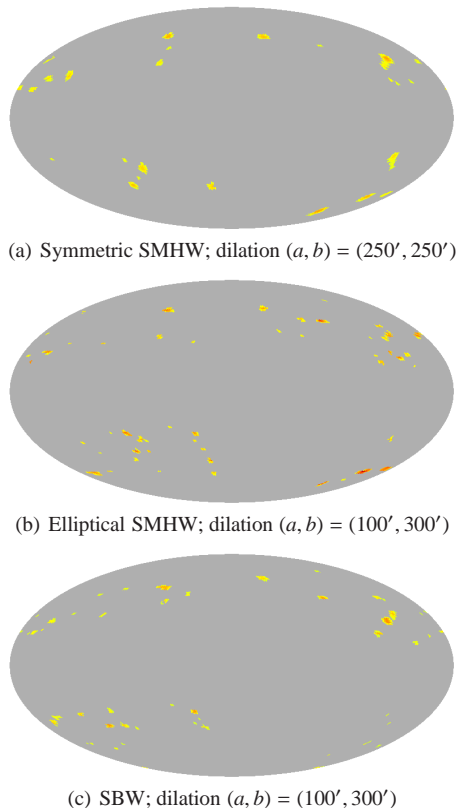 (a) Symmetric SMHW; dilation (a, b) = (250′, 250′)
(b) Elliptical SMHW; dilation (a, b) = (100′, 300′)
(c) SBW; dilation (a, b) = (100′, 300′)